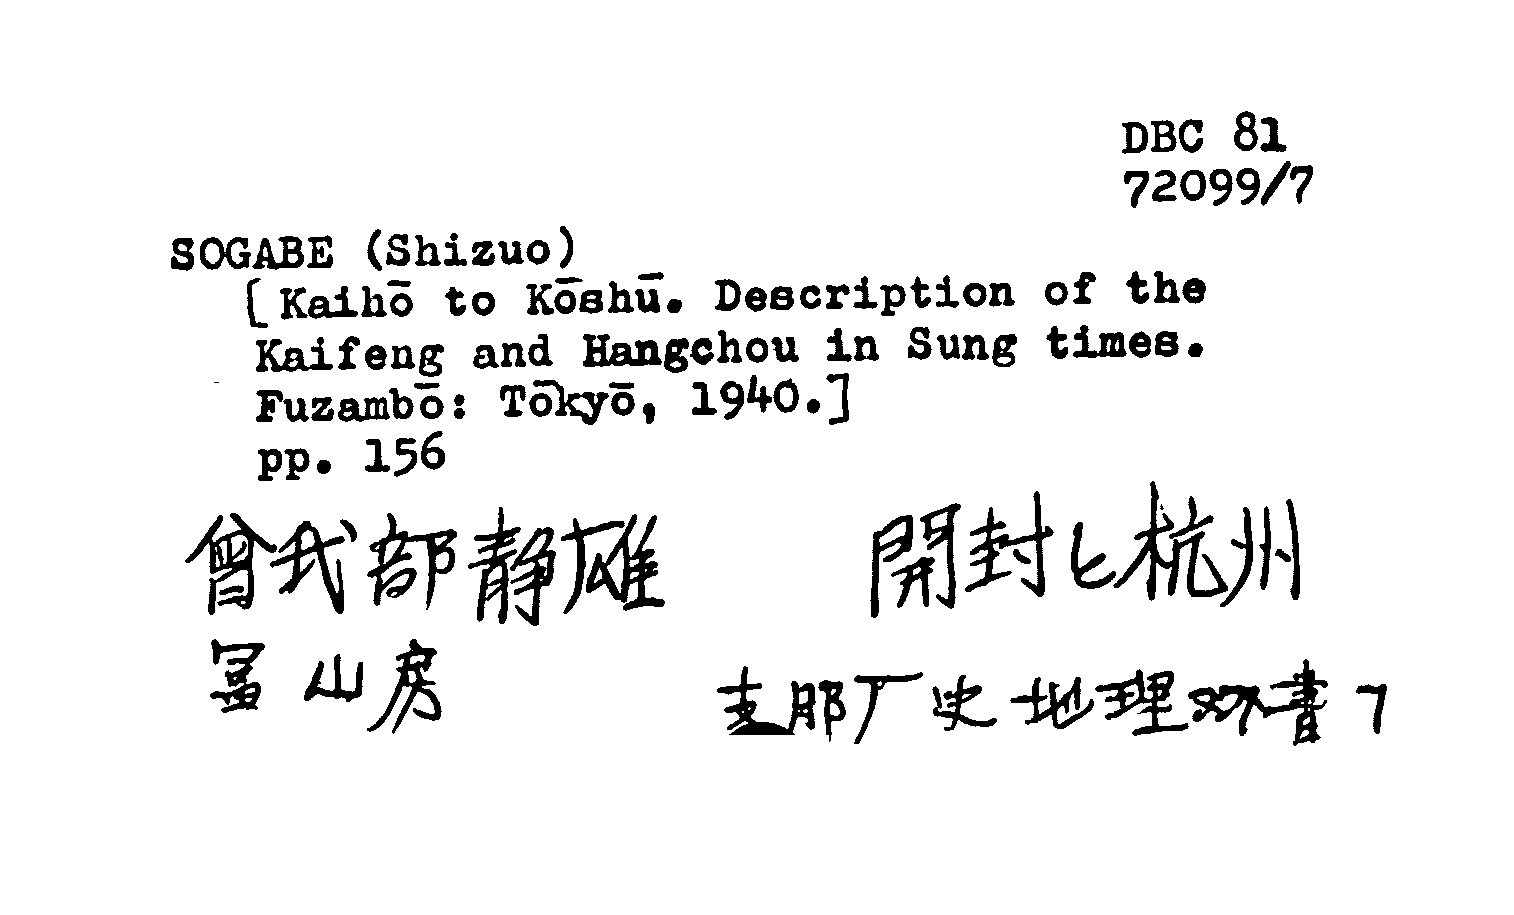 DBC 81
72099/7
SOGABE (Shizuo)
[Kaihō to Kōshū. Description of the
Kaifeng and Hangchou in Sung times.
Fuzambō: Tōkyō, 1940.]
pp. 156
曾我部静雄 開封と杭州
冨山房 支那厂史地理叢書 7